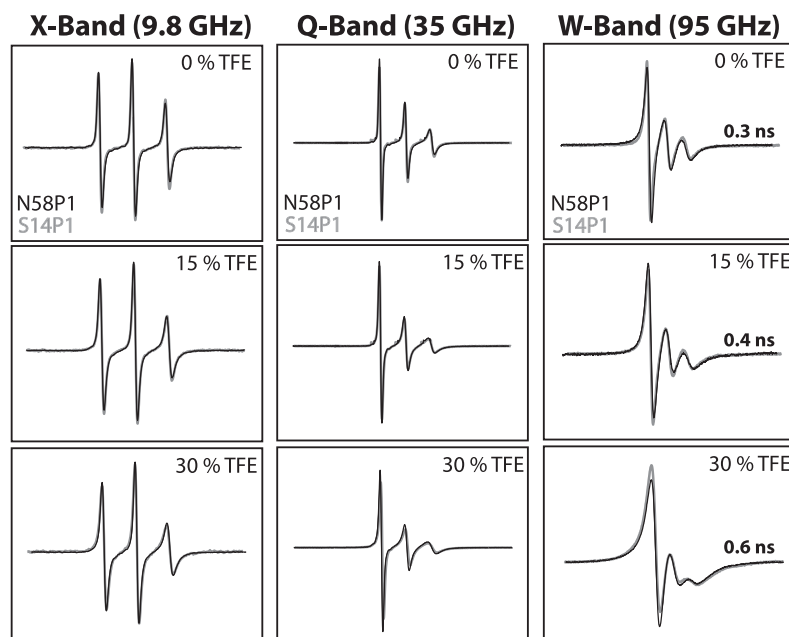 X-Band (9.8 GHz) Q-Band (35 GHz) W-Band (95 GHz)
0 % TFE 0 % TFE 0 % TFE
0.3 ns
N58P1 N58P1 N58P1
S14P1 S14P1 S14P1
15 % TFE 15 % TFE 15 % TFE
0.4 ns
30 % TFE 30 % TFE 30 % TFE
0.6 ns